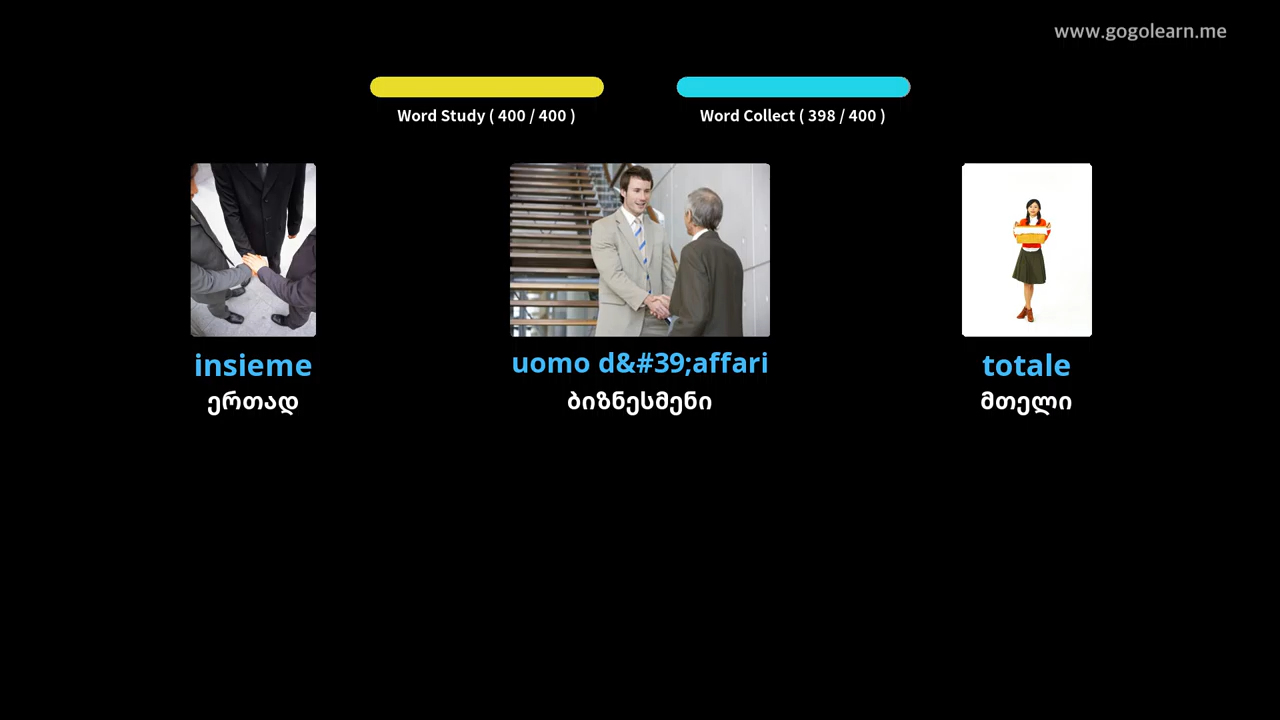 www.gogolearn.me
Word Study ( 400 / 400 )
Word Collect ( 398 / 400 )
insieme
uomo d&#39;affari
totale
ერთად
ბიზნესმენი
მთელი